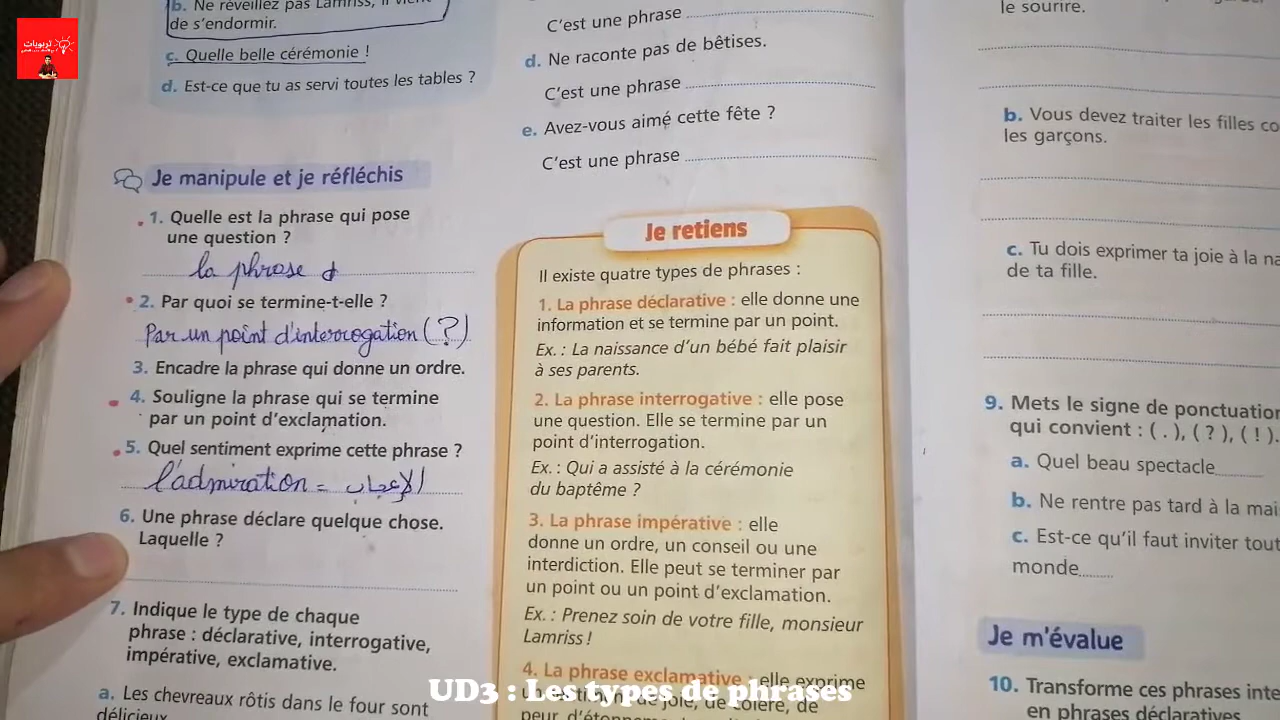 تربويات
b. Ne réveillez pas Lamriss, il vient
de s'endormir.
c. Quelle belle cérémonie !
d. Est-ce que tu as servi toutes les tables ?
Je manipule et je réfléchis
1. Quelle est la phrase qui pose
une question ?
la phrase d
2. Par quoi se termine-t-elle ?
Par un point d'interrogation (?)
3. Encadre la phrase qui donne un ordre.
4. Souligne la phrase qui se termine
par un point d'exclamation.
5. Quel sentiment exprime cette phrase ?
l'admiration = الإعجاب
6. Une phrase déclare quelque chose.
Laquelle ?
7. Indique le type de chaque
phrase : déclarative, interrogative,
impérative, exclamative.
a. Les chevreaux rôtis dans le four sont
délicieux
C'est une phrase
d. Ne raconte pas de bêtises.
C'est une phrase
e. Avez-vous aimé cette fête ?
C'est une phrase
Je retiens
Il existe quatre types de phrases :
1. La phrase déclarative : elle donne une
information et se termine par un point.
Ex. : La naissance d'un bébé fait plaisir
à ses parents.
2. La phrase interrogative : elle pose
une question. Elle se termine par un
point d'interrogation.
Ex. : Qui a assisté à la cérémonie
du baptême ?
3. La phrase impérative : elle
donne un ordre, un conseil ou une
interdiction. Elle peut se terminer par
un point ou un point d'exclamation.
Ex. : Prenez soin de votre fille, monsieur
Lamriss !
4. La phrase exclamative : elle exprime
de joie, de colère, de
peur, d'étonnement
le sourire.
b. Vous devez traiter les filles co
les garçons.
c. Tu dois exprimer ta joie à la na
de ta fille.
9. Mets le signe de ponctuation
qui convient : ( . ), ( ? ), ( ! ).
a. Quel beau spectacle
b. Ne rentre pas tard à la mai
c. Est-ce qu'il faut inviter tout
monde
Je m'évalue
10. Transforme ces phrases inte
en phrases déclaratives
UD3 : Les types de phrases